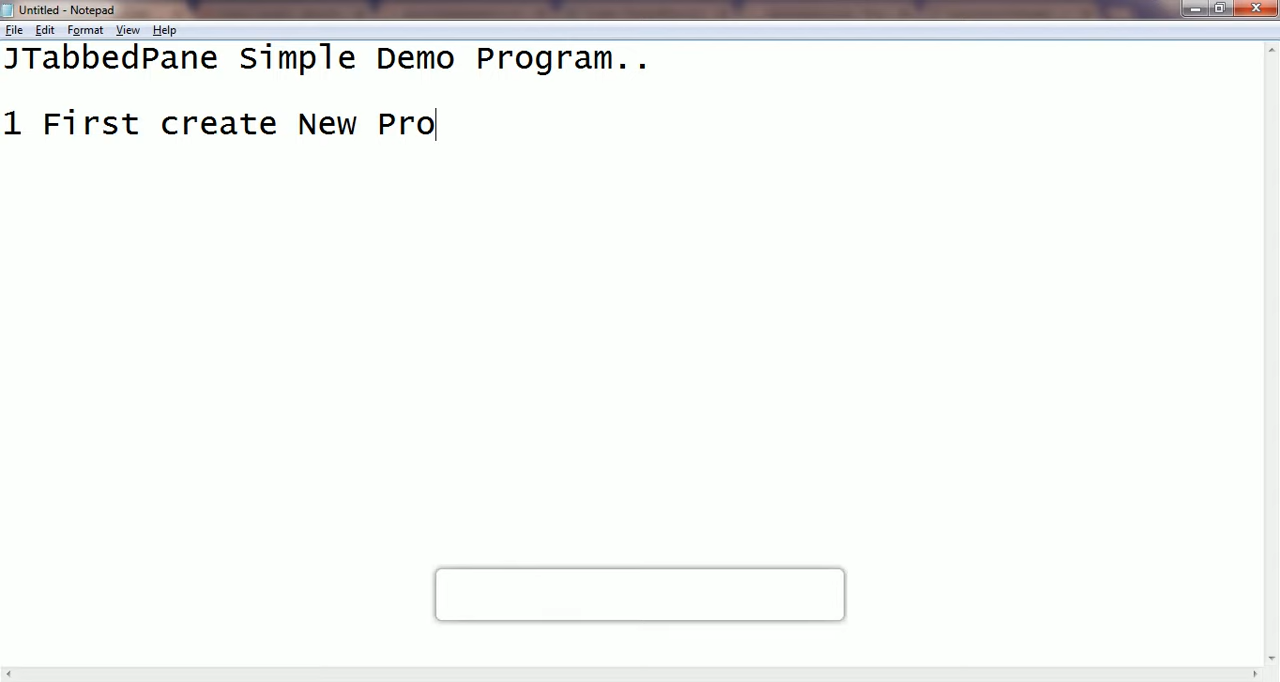 Untitled - Notepad
File Edit Format View Help
JTabbedPane Simple Demo Program..
1 First create New Pro